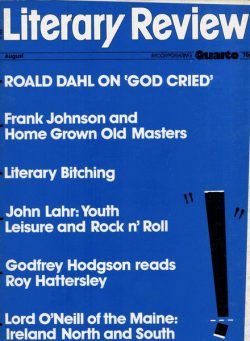 Literary Review
August INCORPORATING Quarto
ROALD DAHL ON 'GOD CRIED'
Frank Johnson and
Home Grown Old Masters
Literary Bitching
John Lahr: Youth
Leisure and Rock n' Roll
Godfrey Hodgson reads
Roy Hattersley
"!"
Lord O'Neill of the Maine:
Ireland North and South